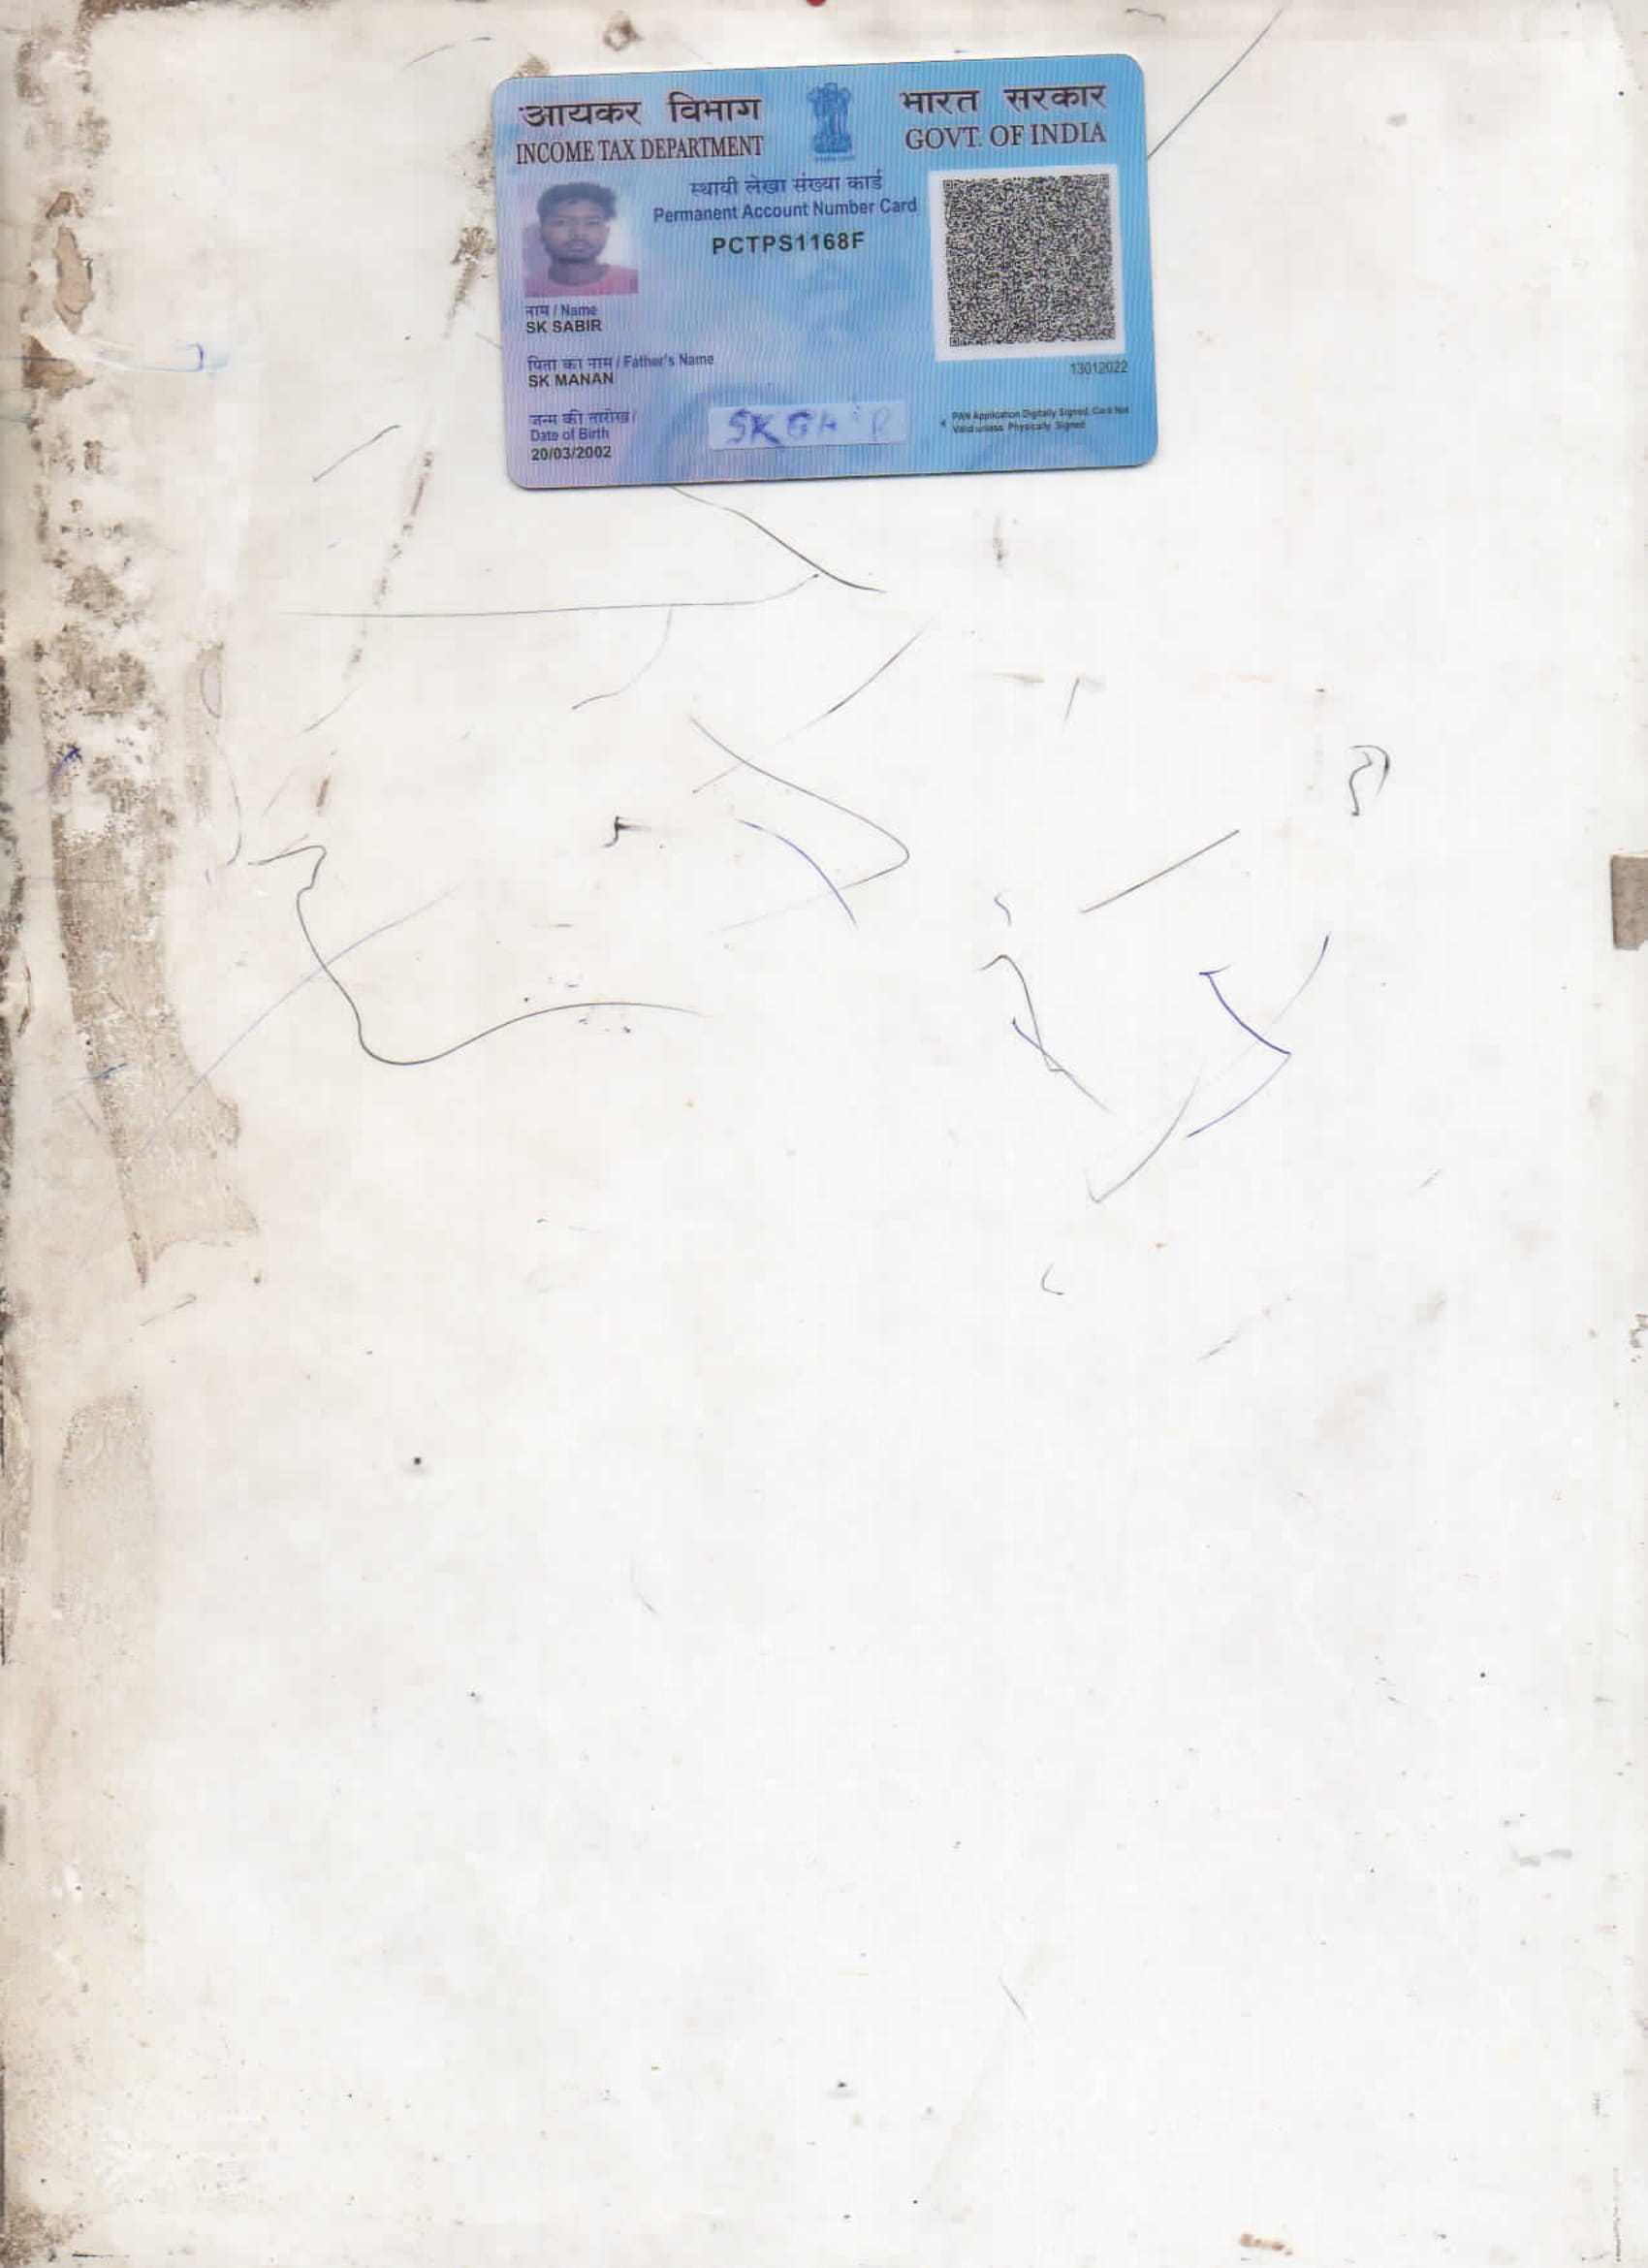 आयकर विभाग
INCOME TAX DEPARTMENT
भारत सरकार
GOVT. OF INDIA
स्थायी लेखा संख्या कार्ड
Permanent Account Number Card
PCTPS1168F
नाम / Name
SK SABIR
पिता का नाम / Father's Name
SK MANAN
जन्म की तारीख /
Date of Birth
20/03/2002
SK
13012022
PAN Application Digitally Signed, Card Not
Valid unless Physically Signed